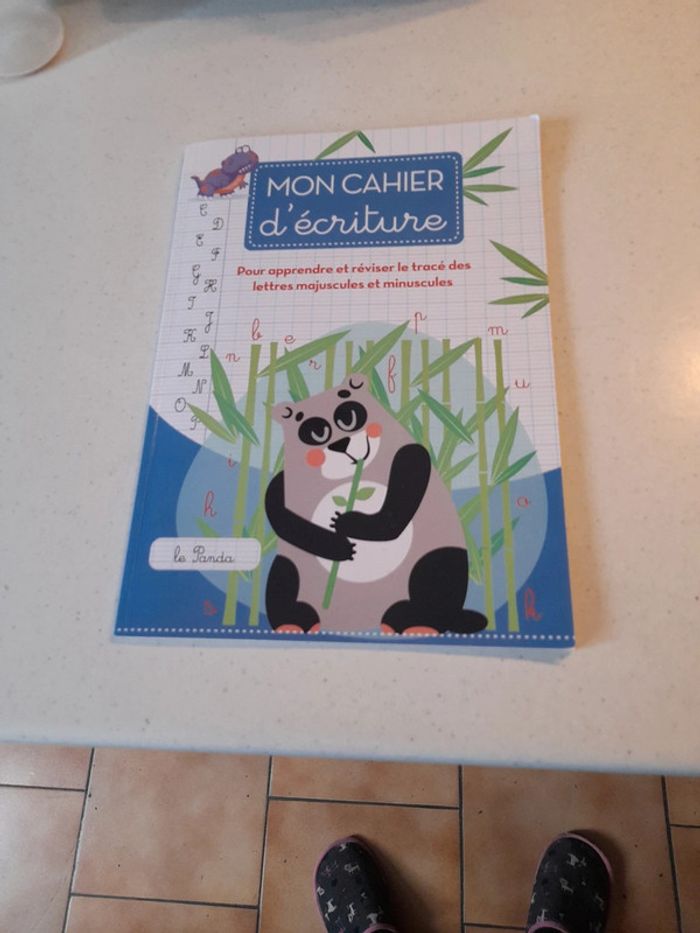 MON CAHIER
d'écriture
Pour apprendre et réviser le tracé des
lettres majuscules et minuscules
C
D
E
F
G
H
I
J
K
L
M
N
O
P
b
e
p
m
n
r
f
u
i
h
a
le Panda
s
k